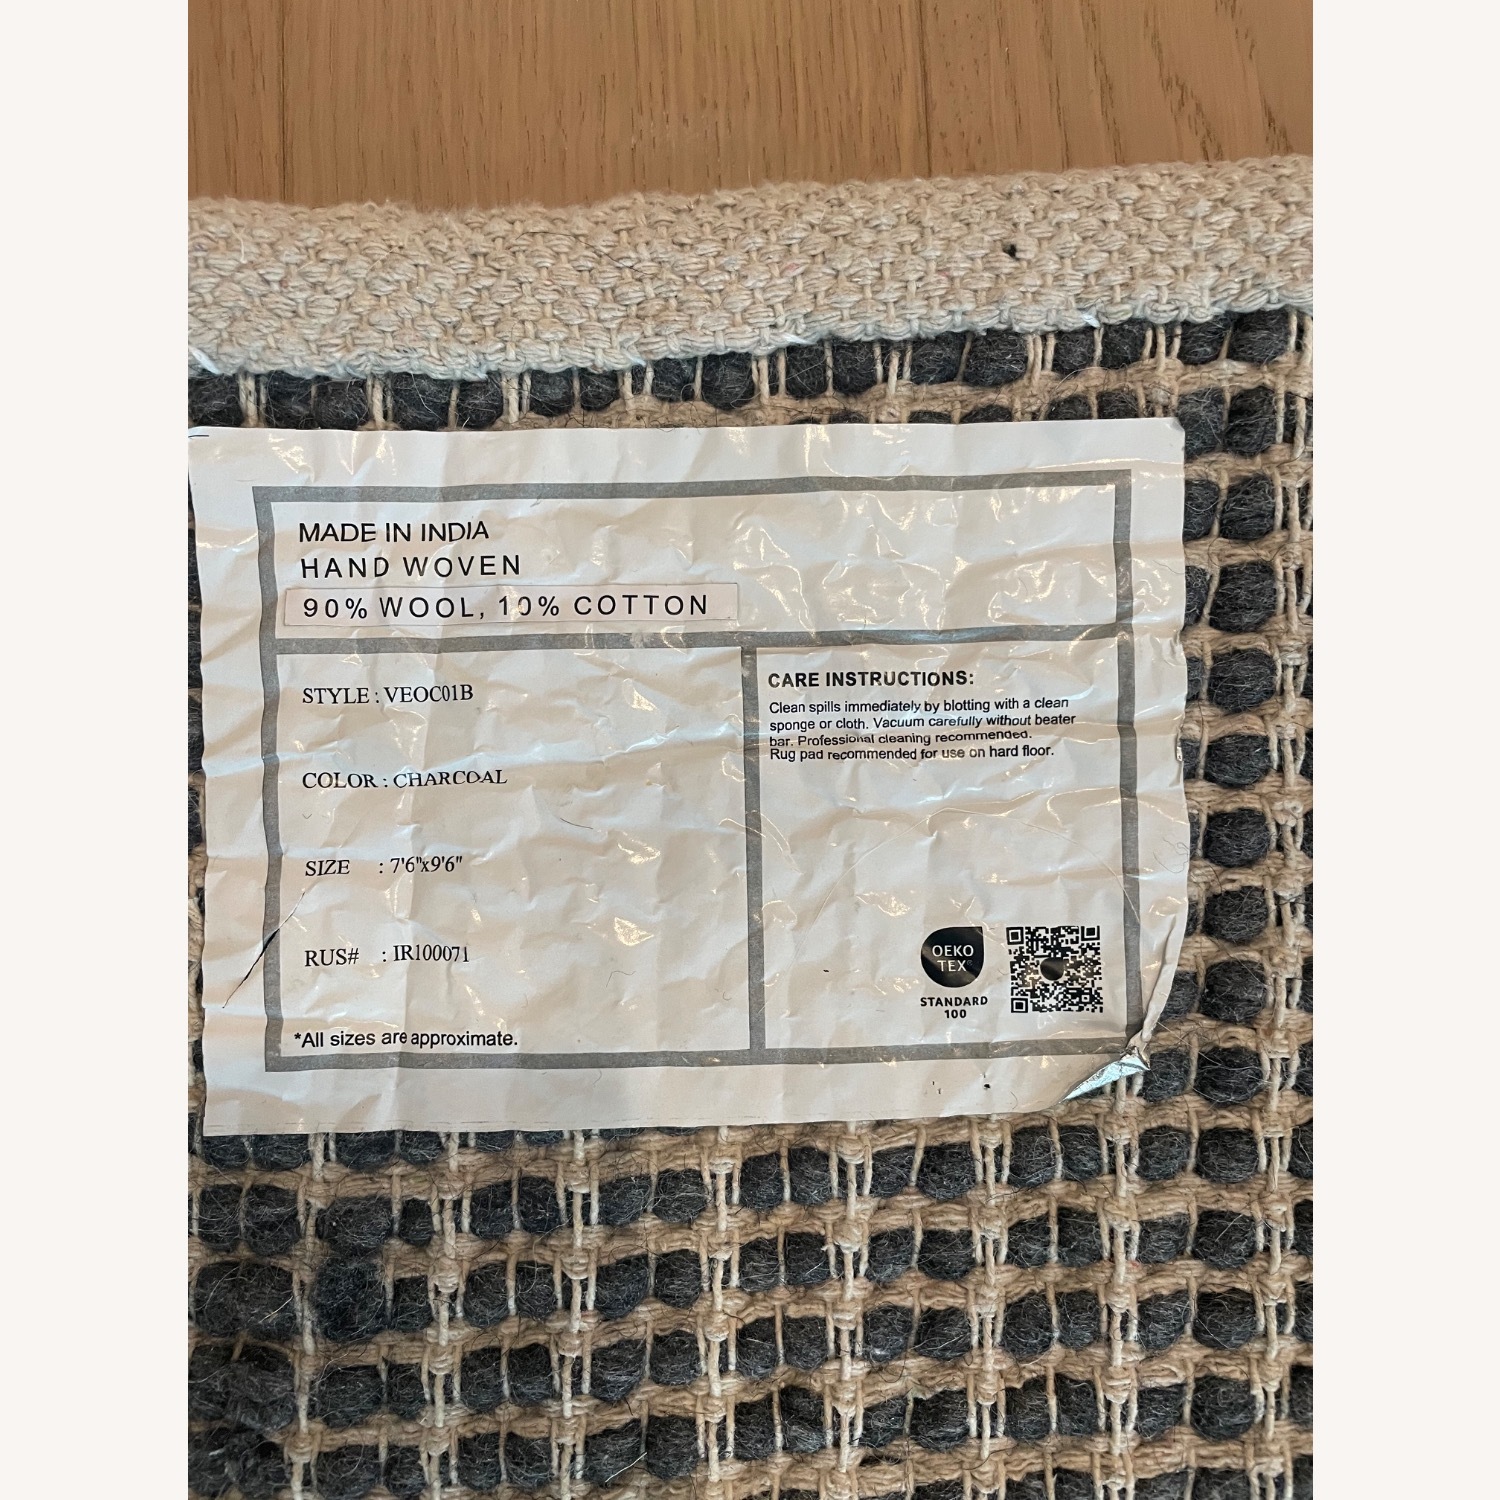 MADE IN INDIA
HAND WOVEN
90% WOOL, 10% COTTON
STYLE : VEOC01B
COLOR : CHARCOAL
SIZE : 7'6"x9'6"
RUS# : IR100071
*All sizes are approximate.
CARE INSTRUCTIONS:
Clean spills immediately by blotting with a clean
sponge or cloth. Vacuum carefully without beater
bar. Professional cleaning recommended.
Rug pad recommended for use on hard floor.
OEKO
TEX®
STANDARD
100